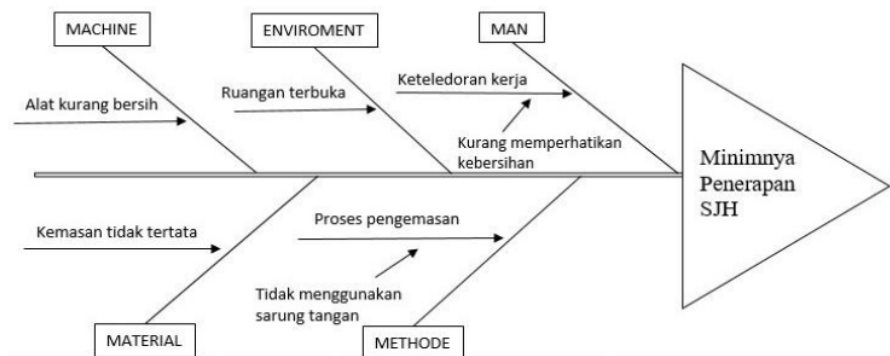 MACHINE
ENVIROMENT
MAN
Alat kurang bersih
Ruangan terbuka
Keteledoran kerja
Kurang memperhatikan
kebersihan
Minimnya
Penerapan
SJH
Kemasan tidak tertata
Proses pengemasan
Tidak menggunakan
sarung tangan
MATERIAL
METHODE